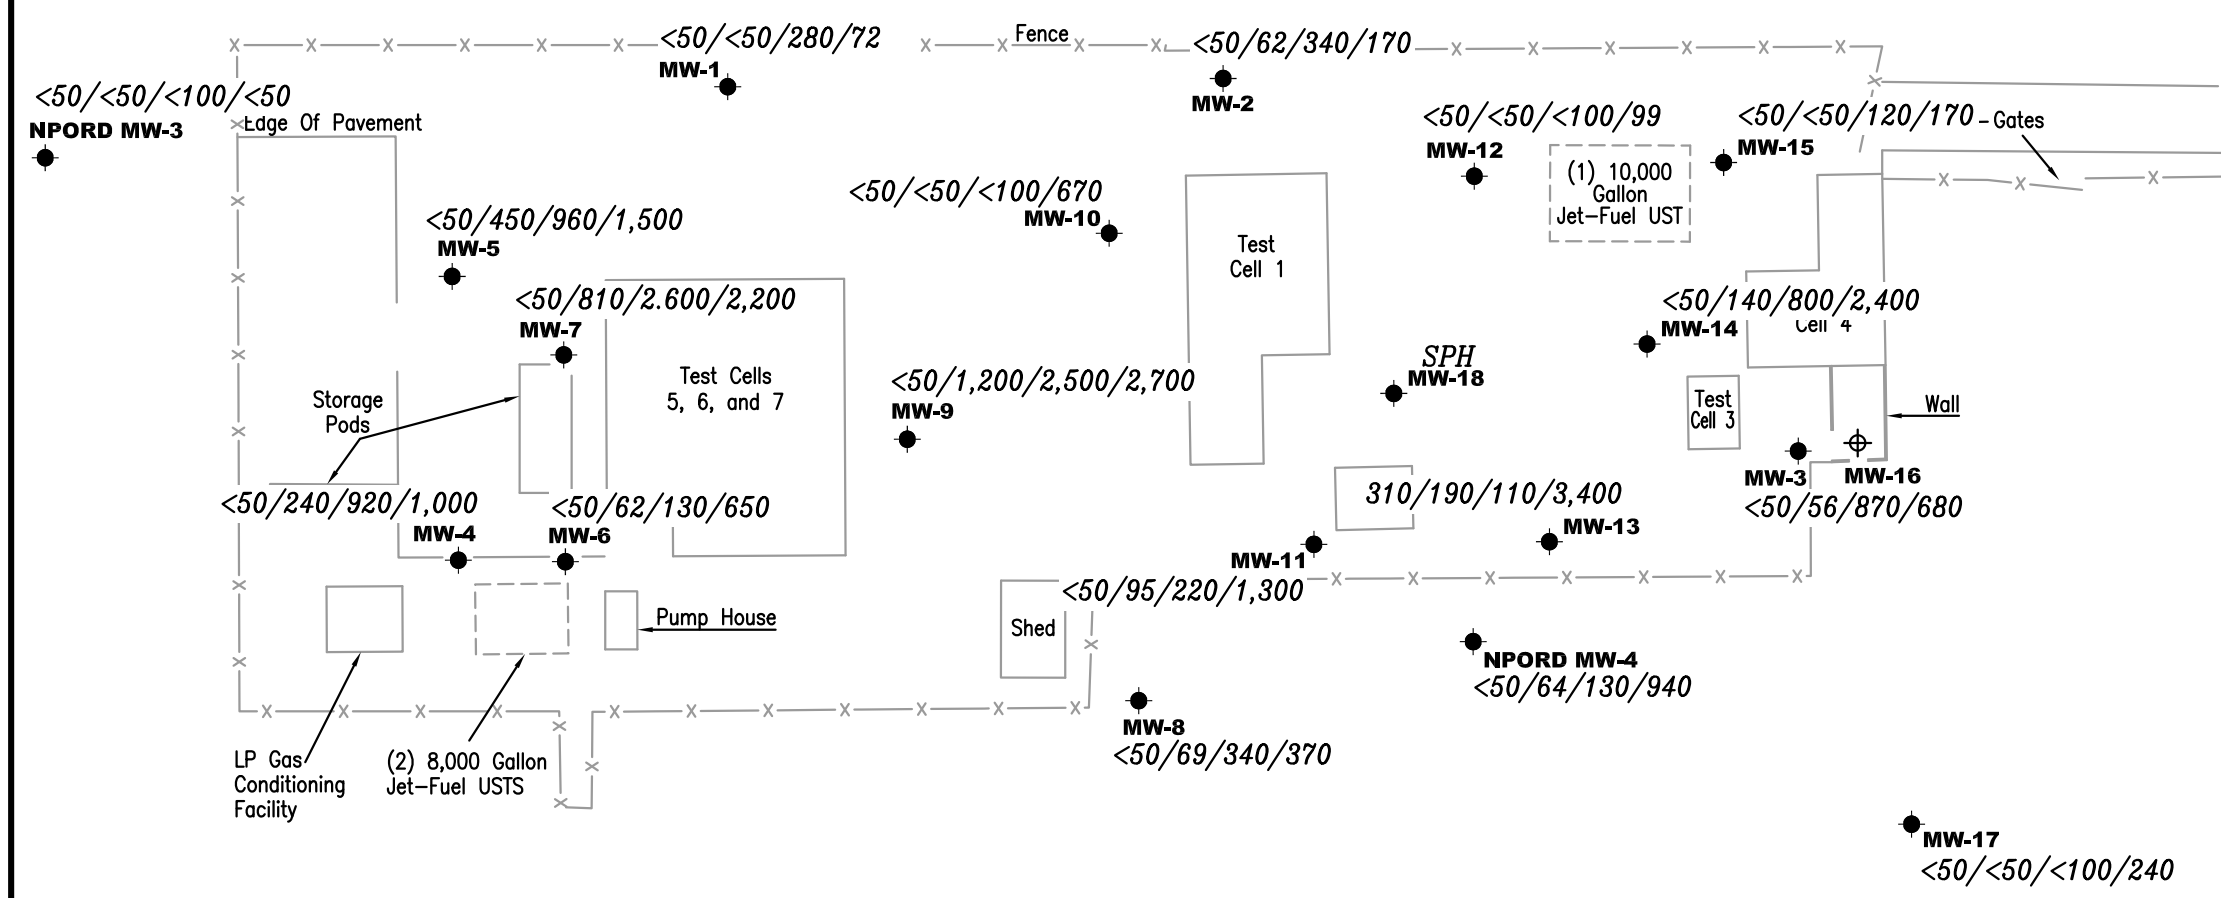 Fence
<50/<50/280/72
MW-1
<50/62/340/170
MW-2
<50/<50/<100/<50
NPORD MW-3
Edge Of Pavement
<50/<50/<100/99
MW-12
<50/<50/120/170
MW-15
Gates
(1) 10,000
Gallon
Jet-Fuel UST
<50/<50/<100/670
MW-10
<50/450/960/1,500
MW-5
Test
Cell 1
<50/810/2.600/2,200
MW-7
<50/140/800/2,400
MW-14
Cell 4
SPH
MW-18
Test Cells
5, 6, and 7
<50/1,200/2,500/2,700
MW-9
Storage
Pods
Test
Cell 3
Wall
MW-3
MW-16
<50/56/870/680
<50/240/920/1,000
MW-4
<50/62/130/650
MW-6
310/190/110/3,400
MW-13
MW-11
<50/95/220/1,300
Shed
Pump House
NPORD MW-4
<50/64/130/940
MW-8
<50/69/340/370
LP Gas
Conditioning
Facility
(2) 8,000 Gallon
Jet-Fuel USTS
MW-17
<50/<50/<100/240